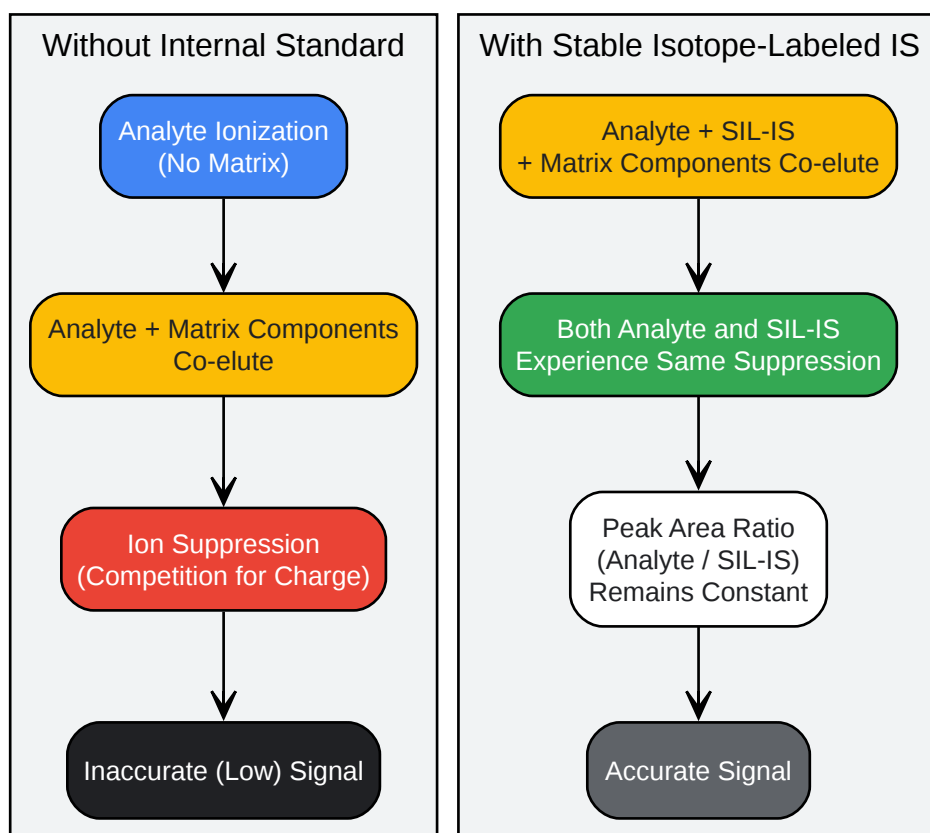 Without Internal Standard
Analyte Ionization
(No Matrix)
Analyte + Matrix Components
Co-elute
Ion Suppression
(Competition for Charge)
Inaccurate (Low) Signal
With Stable Isotope-Labeled IS
Analyte + SIL-IS
+ Matrix Components Co-elute
Both Analyte and SIL-IS
Experience Same Suppression
Peak Area Ratio
(Analyte / SIL-IS)
Remains Constant
Accurate Signal